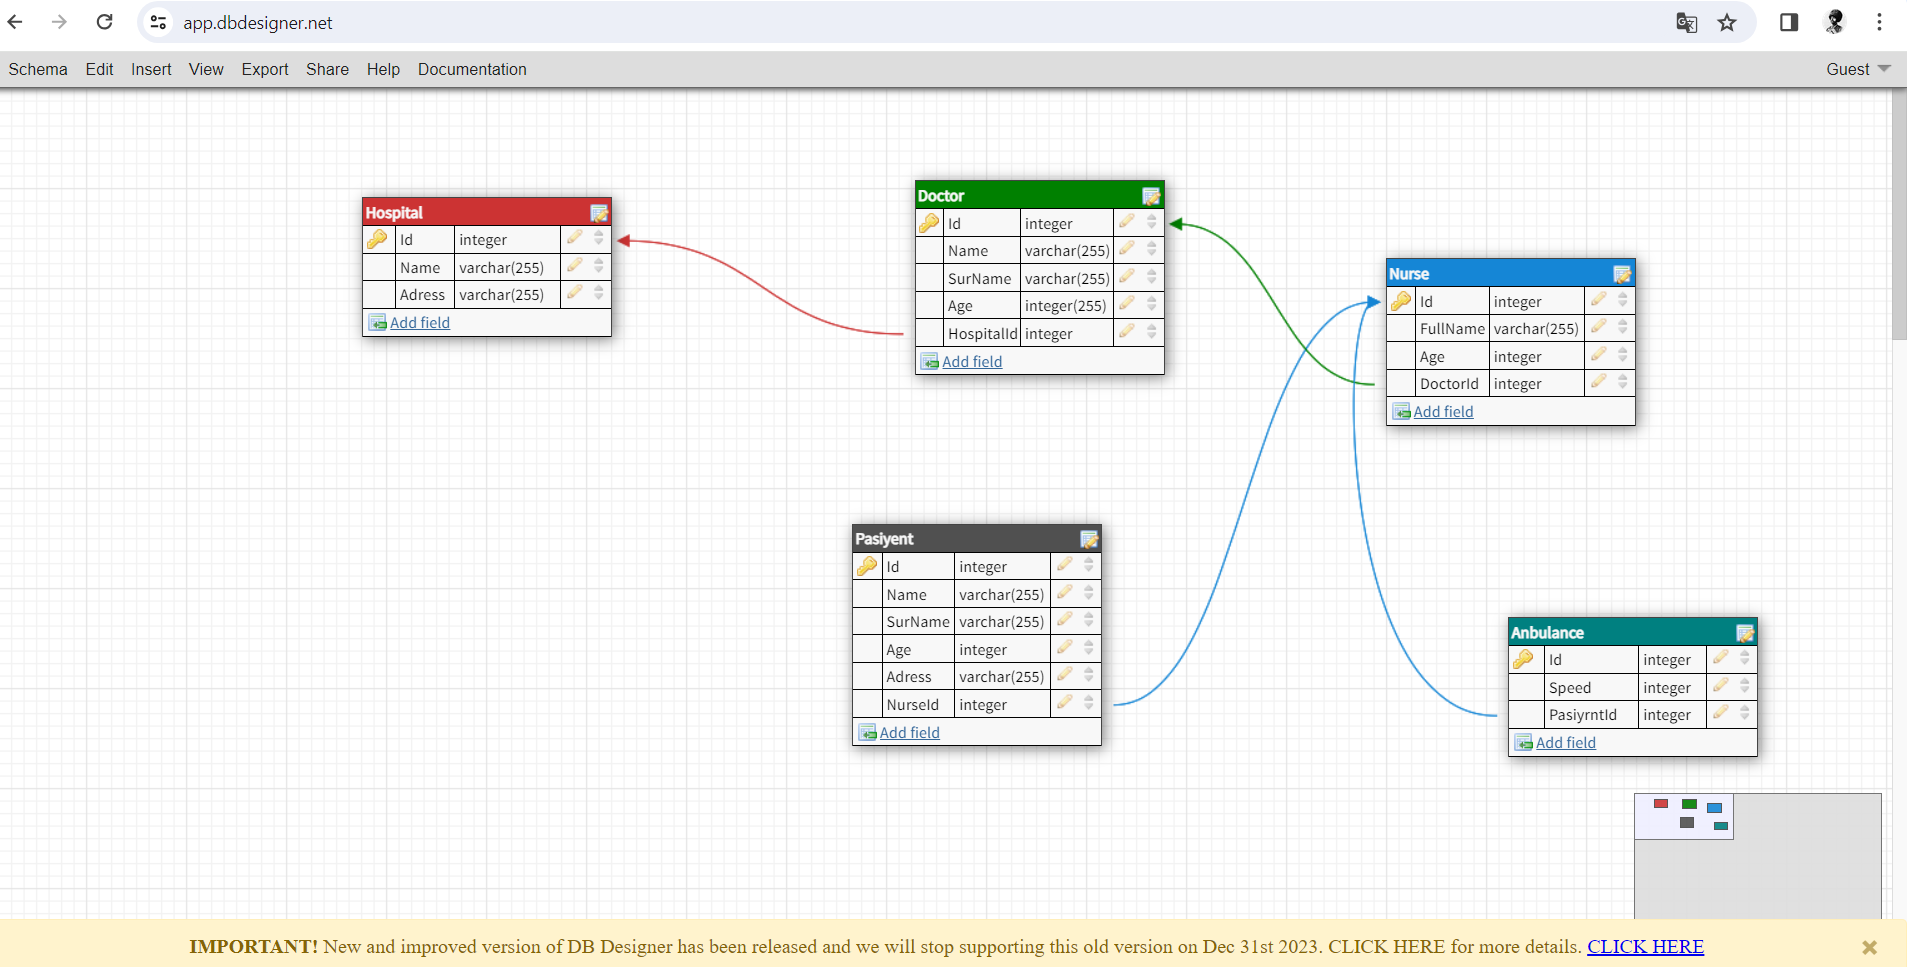 app.dbdesigner.net
Schema Edit Insert View Export Share Help Documentation Guest
Hospital
Id integer
Name varchar(255)
Adress varchar(255)
Add field
Doctor
Id integer
Name varchar(255)
SurName varchar(255)
Age integer(255)
HospitalId integer
Add field
Nurse
Id integer
FullName varchar(255)
Age integer
DoctorId integer
Add field
Pasiyent
Id integer
Name varchar(255)
SurName varchar(255)
Age integer
Adress varchar(255)
NurseId integer
Add field
Anbulance
Id integer
Speed integer
PasiyrntId integer
Add field
IMPORTANT! New and improved version of DB Designer has been released and we will stop supporting this old version on Dec 31st 2023. CLICK HERE for more details. CLICK HERE